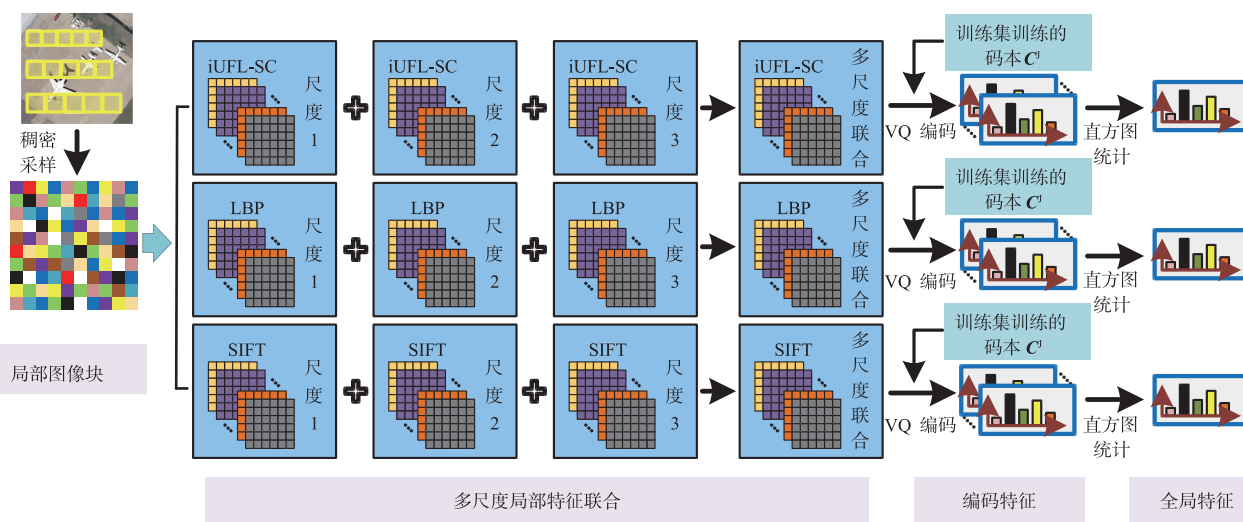 稠密
采样
局部图像块
iUFL-SC
尺度1
iUFL-SC
尺度2
iUFL-SC
尺度3
iUFL-SC
多尺度联合
训练集训练的
码本 Cᴶ
VQ 编码
直方图
统计
LBP
尺度1
LBP
尺度2
LBP
尺度3
LBP
多尺度联合
训练集训练的
码本 Cᴶ
VQ 编码
直方图
统计
SIFT
尺度1
SIFT
尺度2
SIFT
尺度3
SIFT
多尺度联合
训练集训练的
码本 Cᴶ
VQ 编码
直方图
统计
多尺度局部特征联合
编码特征
全局特征